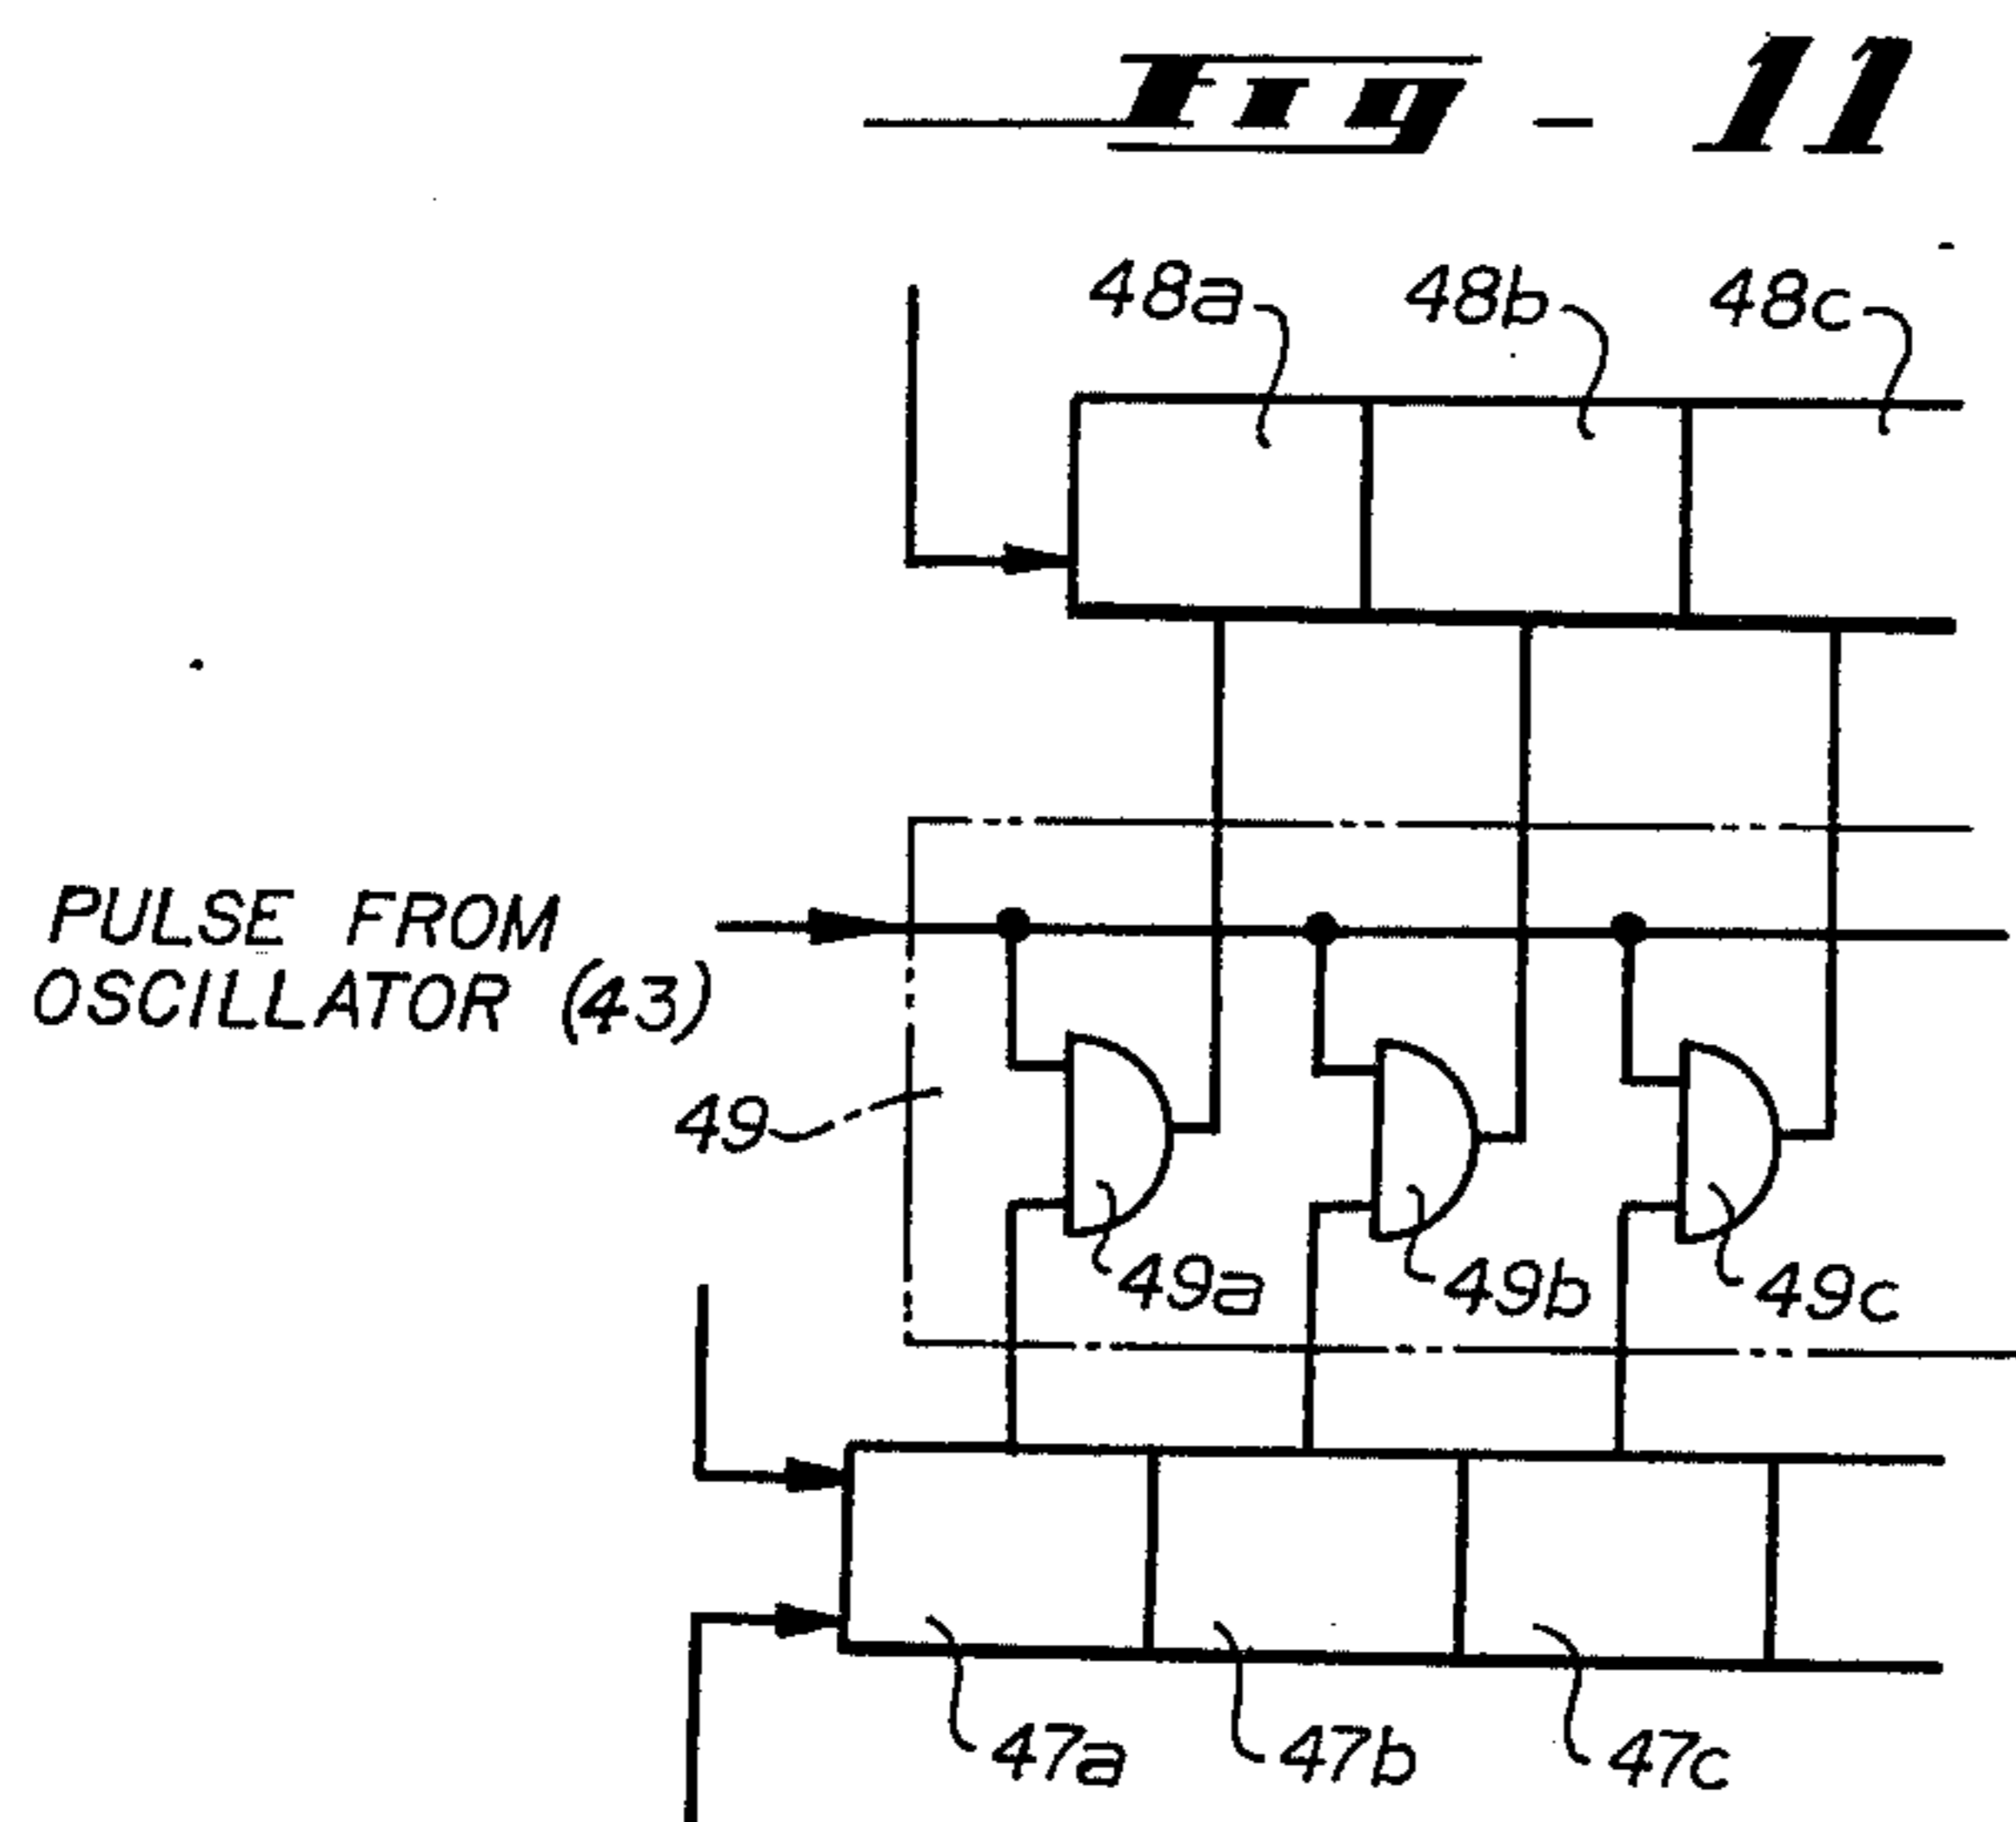 Fig - 11
48a 48b 48c
PULSE FROM
OSCILLATOR (43)
49
49a 49b 49c
47a 47b 47c